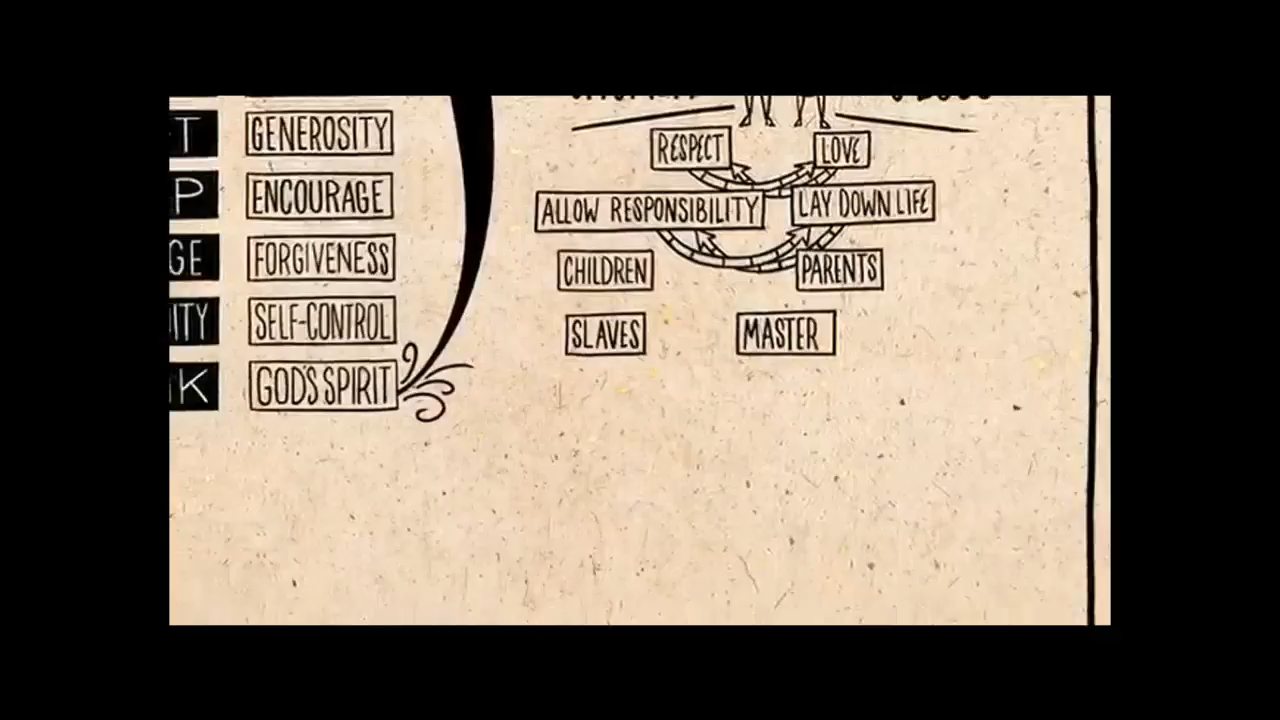 GENEROSITY
ENCOURAGE
FORGIVENESS
SELF-CONTROL
GOD'S SPIRIT
RESPECT LOVE
ALLOW RESPONSIBILITY LAY DOWN LIFE
CHILDREN PARENTS
SLAVES MASTER